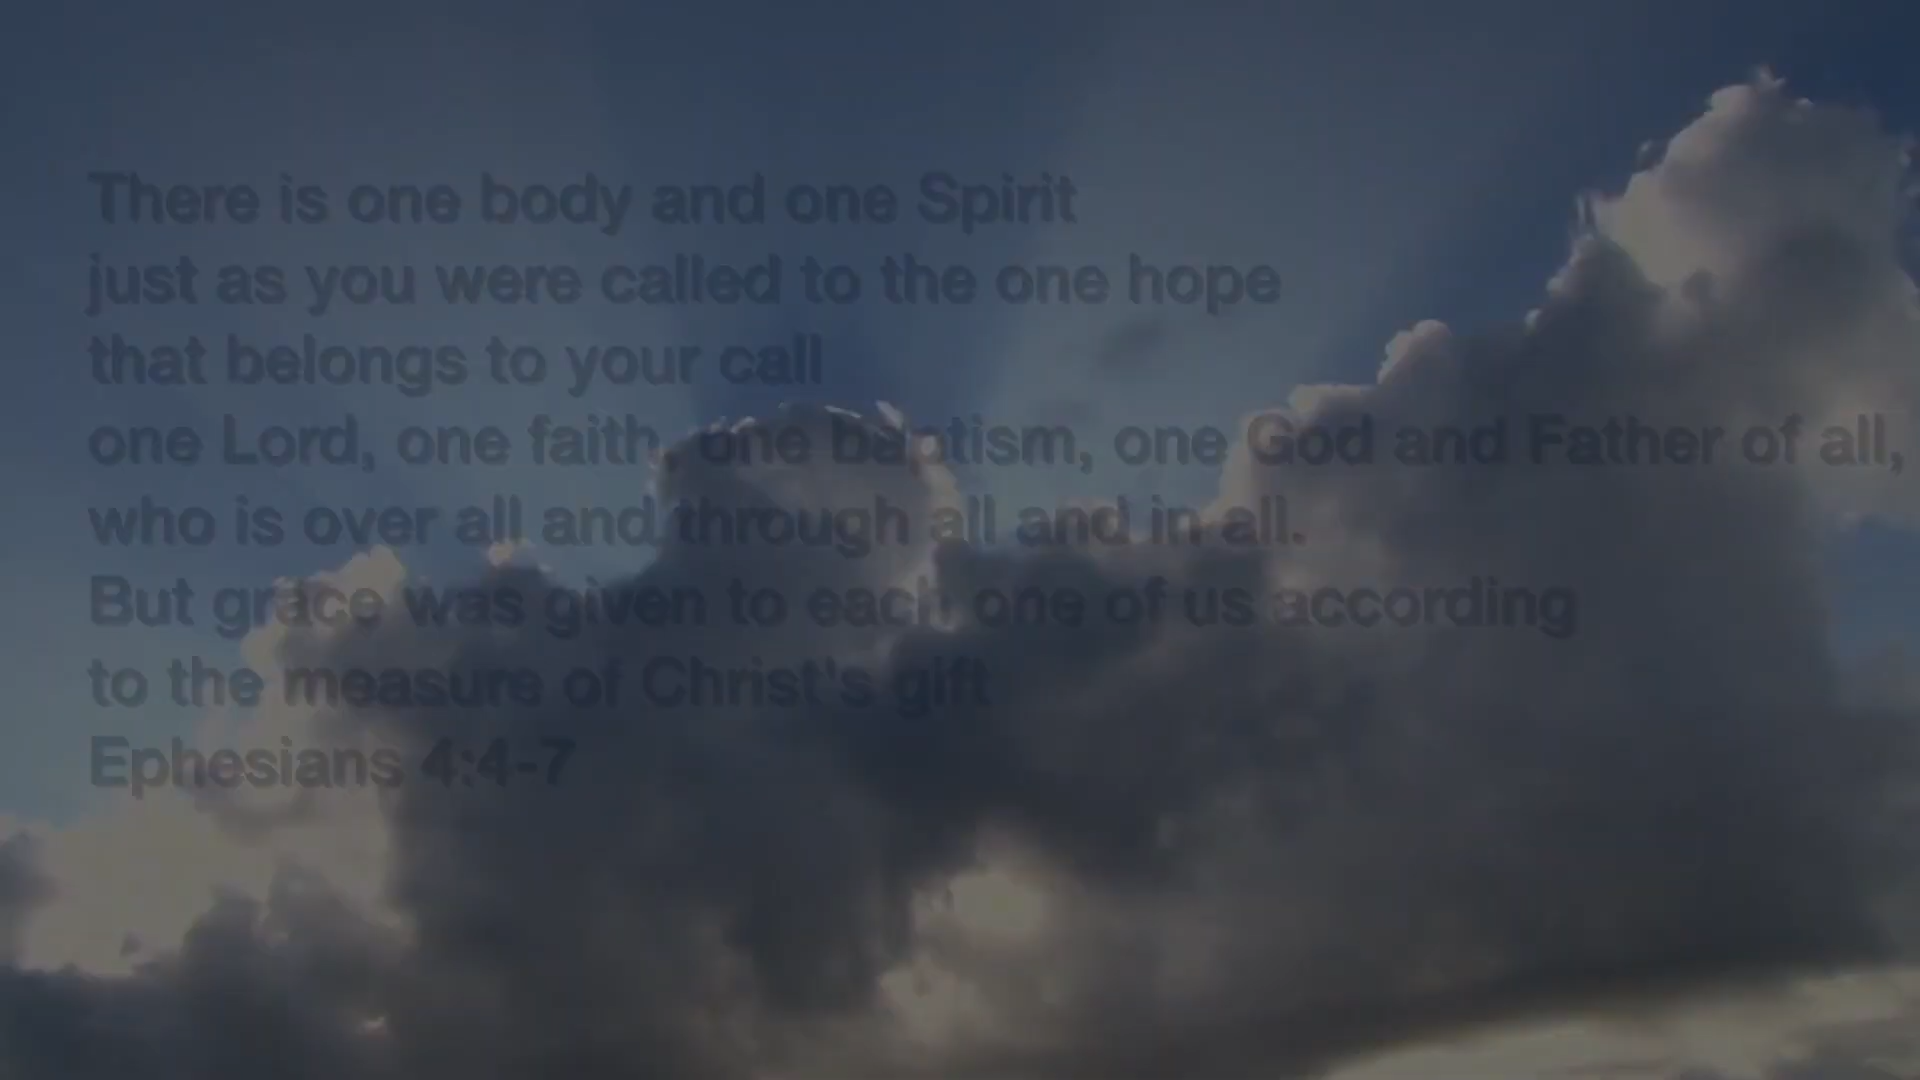 There is one body and one Spirit
just as you were called to the one hope
that belongs to your call
one Lord, one faith, one baptism, one God and Father of all,
who is over all and through all and in all.
But grace was given to each one of us according
to the measure of Christ's gift
Ephesians 4:4-7